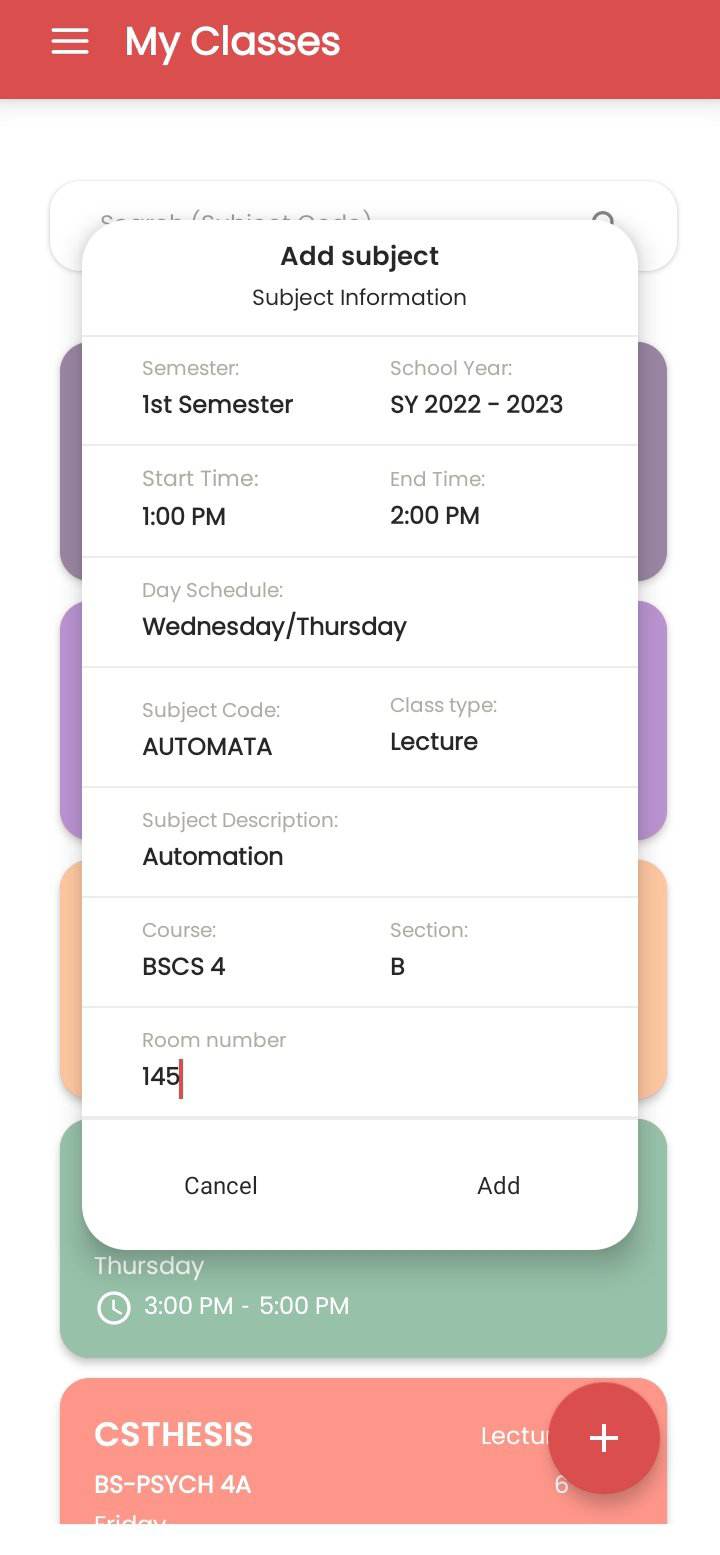 My Classes
Search (Subject Code)
Add subject
Subject Information
Semester: School Year:
1st Semester SY 2022 - 2023
Start Time: End Time:
1:00 PM 2:00 PM
Day Schedule:
Wednesday/Thursday
Subject Code: Class type:
AUTOMATA Lecture
Subject Description:
Automation
Course: Section:
BSCS 4 B
Room number
145
Cancel Add
Thursday
3:00 PM - 5:00 PM
CSTHESIS
BS-PSYCH 4A
Friday